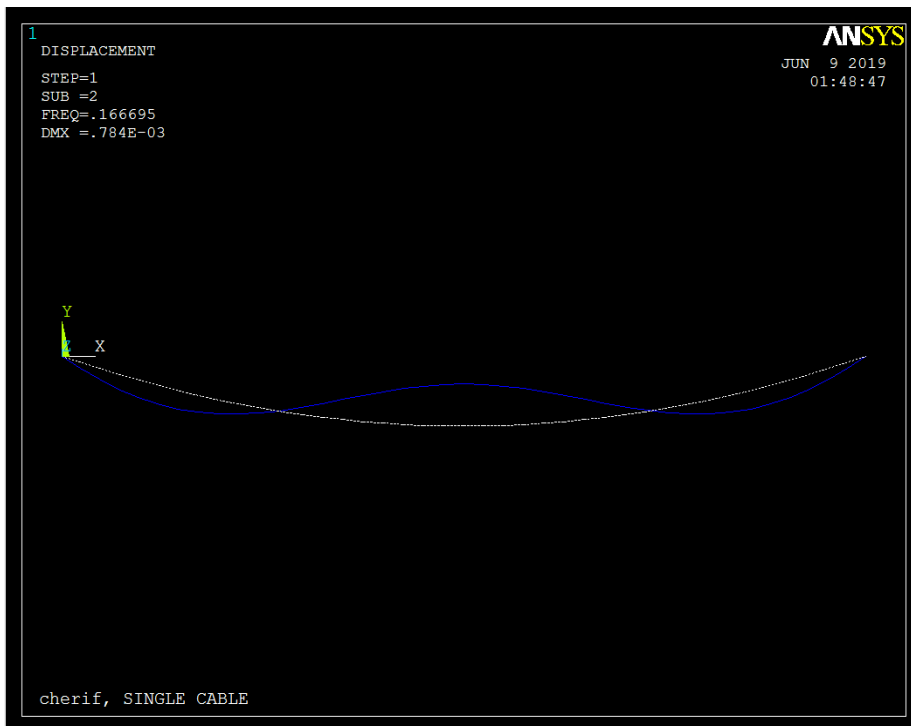 1
DISPLACEMENT
STEP=1
SUB =2
FREQ=.166695
DMX =.784E-03
ANSYS
JUN  9 2019
01:48:47
Y
Z X
cherif, SINGLE CABLE